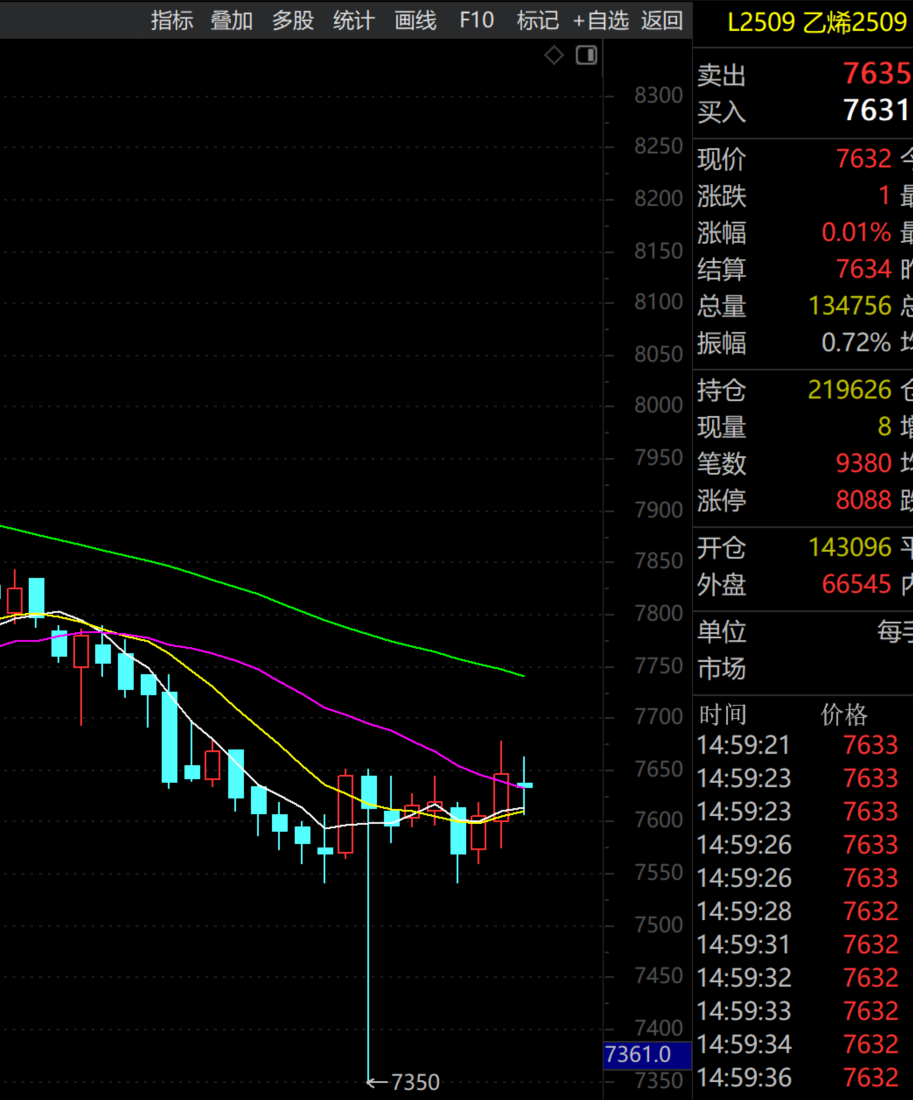 指标 叠加 多股 统计 画线 F10 标记 +自选 返回
L2509 乙烯2509
8300
8250
8200
8150
8100
8050
8000
7950
7900
7850
7800
7750
7700
7650
7600
7550
7500
7450
7400
7361.0
7350
←7350
卖出 7635
买入 7631
现价 7632 今
涨跌 1 最
涨幅 0.01% 最
结算 7634 昨
总量 134756 总
振幅 0.72% 均
持仓 219626 仓
现量 8 增
笔数 9380 均
涨停 8088 跌
开仓 143096 平
外盘 66545 内
单位 每手
市场
时间 价格
14:59:21 7633
14:59:23 7633
14:59:23 7633
14:59:26 7633
14:59:26 7633
14:59:28 7632
14:59:31 7632
14:59:32 7632
14:59:33 7632
14:59:34 7632
14:59:36 7632